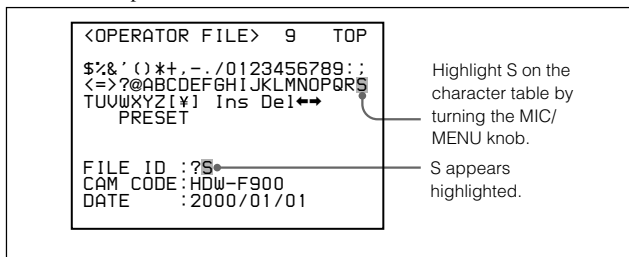 <OPERATOR FILE> 9 TOP
$%&'()*+,-./0123456789:;
<=>?@ABCDEFGHIJKLMNOPQRS
TUVWXYZ[¥] Ins Del←→
PRESET
FILE ID :?S
CAM CODE:HDW-F900
DATE :2000/01/01
Highlight S on the
character table by
turning the MIC/
MENU knob.
S appears
highlighted.